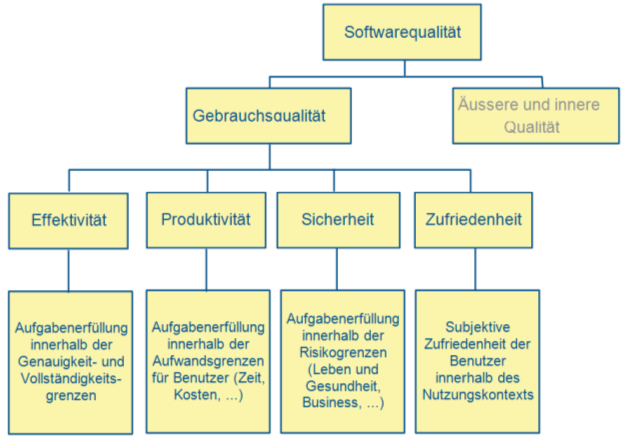 Softwarequalität
Gebrauchsqualität
Äussere und innere
Qualität
Effektivität
Produktivität
Sicherheit
Zufriedenheit
Aufgabenerfüllung
innerhalb der
Genauigkeit- und
Vollständigkeits-
grenzen
Aufgabenerfüllung
innerhalb der
Aufwandsgrenzen
für Benutzer (Zeit,
Kosten, ...)
Aufgabenerfüllung
innerhalb der
Risikogrenzen
(Leben und
Gesundheit,
Business, ...)
Subjektive
Zufriedenheit der
Benutzer
innerhalb des
Nutzungskontexts